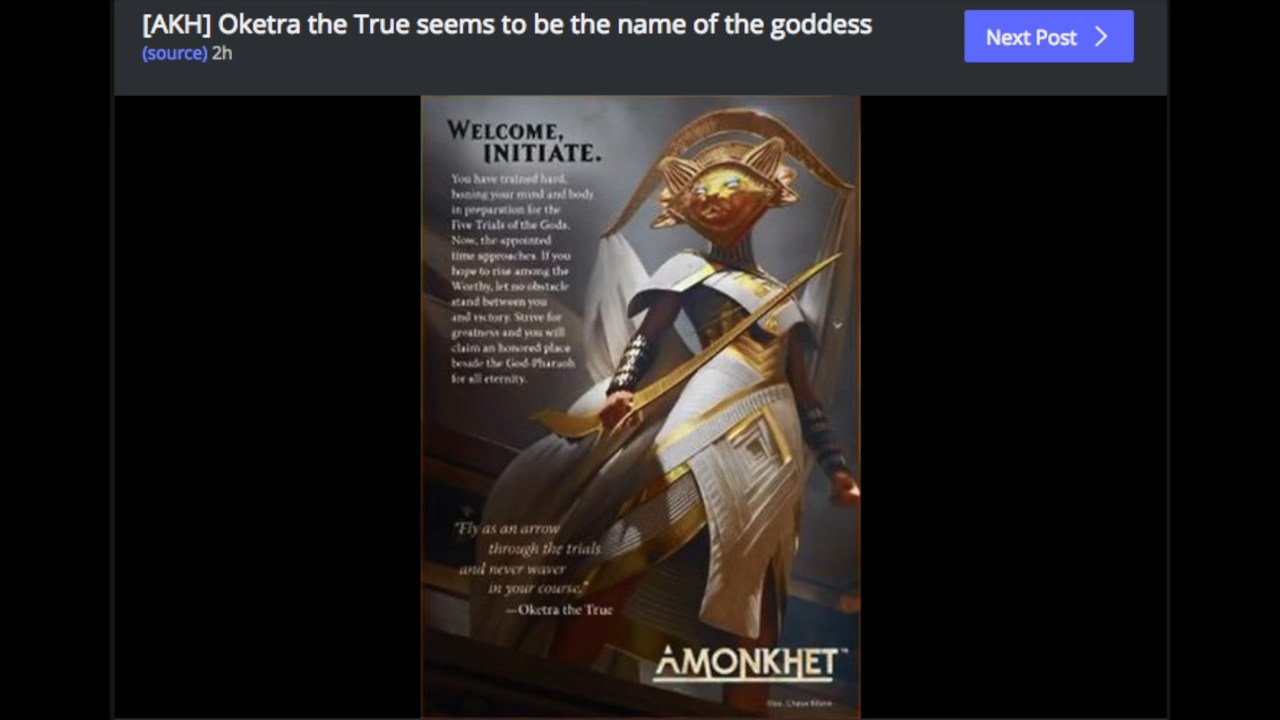 [AKH] Oketra the True seems to be the name of the goddess
(source) 2h
Next Post
WELCOME,
INITIATE.
You have trained hard,
honing your mind and body
in preparation for the
Five Trials of the Gods.
Now, the appointed
time approaches. If you
hope to rise among the
Worthy, let no obstacle
stand between you
and victory. Strive for
greatness and you will
claim an honored place
beside the God-Pharaoh
for all eternity.
"Fly as an arrow
through the trials
and never waver
in your course."
—Oketra the True
AMONKHET™